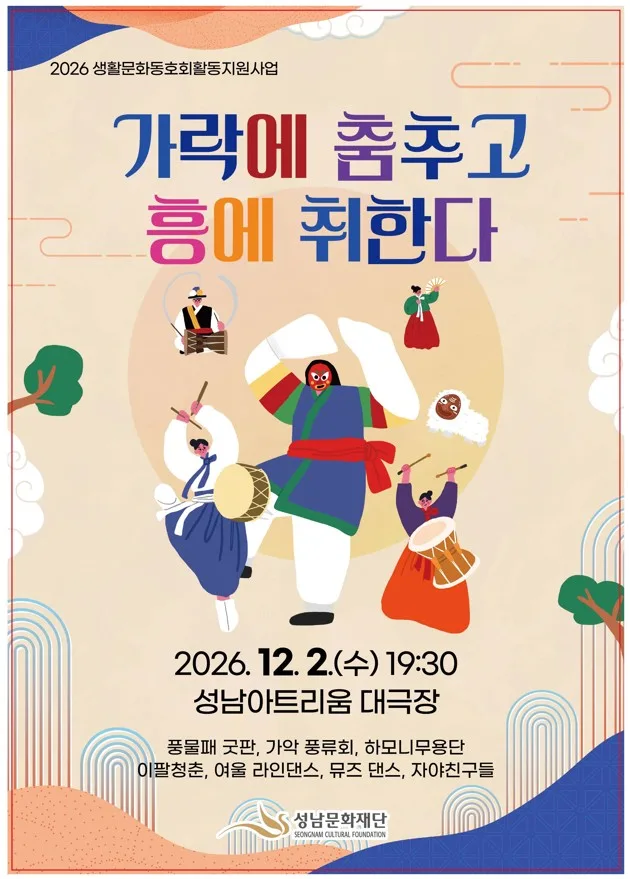 2026 생활문화동호회활동지원사업
가락에 춤추고
흥에 취한다
2026. 12. 2.(수) 19:30
성남아트리움 대극장
풍물패 굿판, 가악 풍류회, 하모니무용단
이팔청춘, 여울 라인댄스, 뮤즈 댄스, 자야친구들
성남문화재단
SEONGNAM CULTURAL FOUNDATION